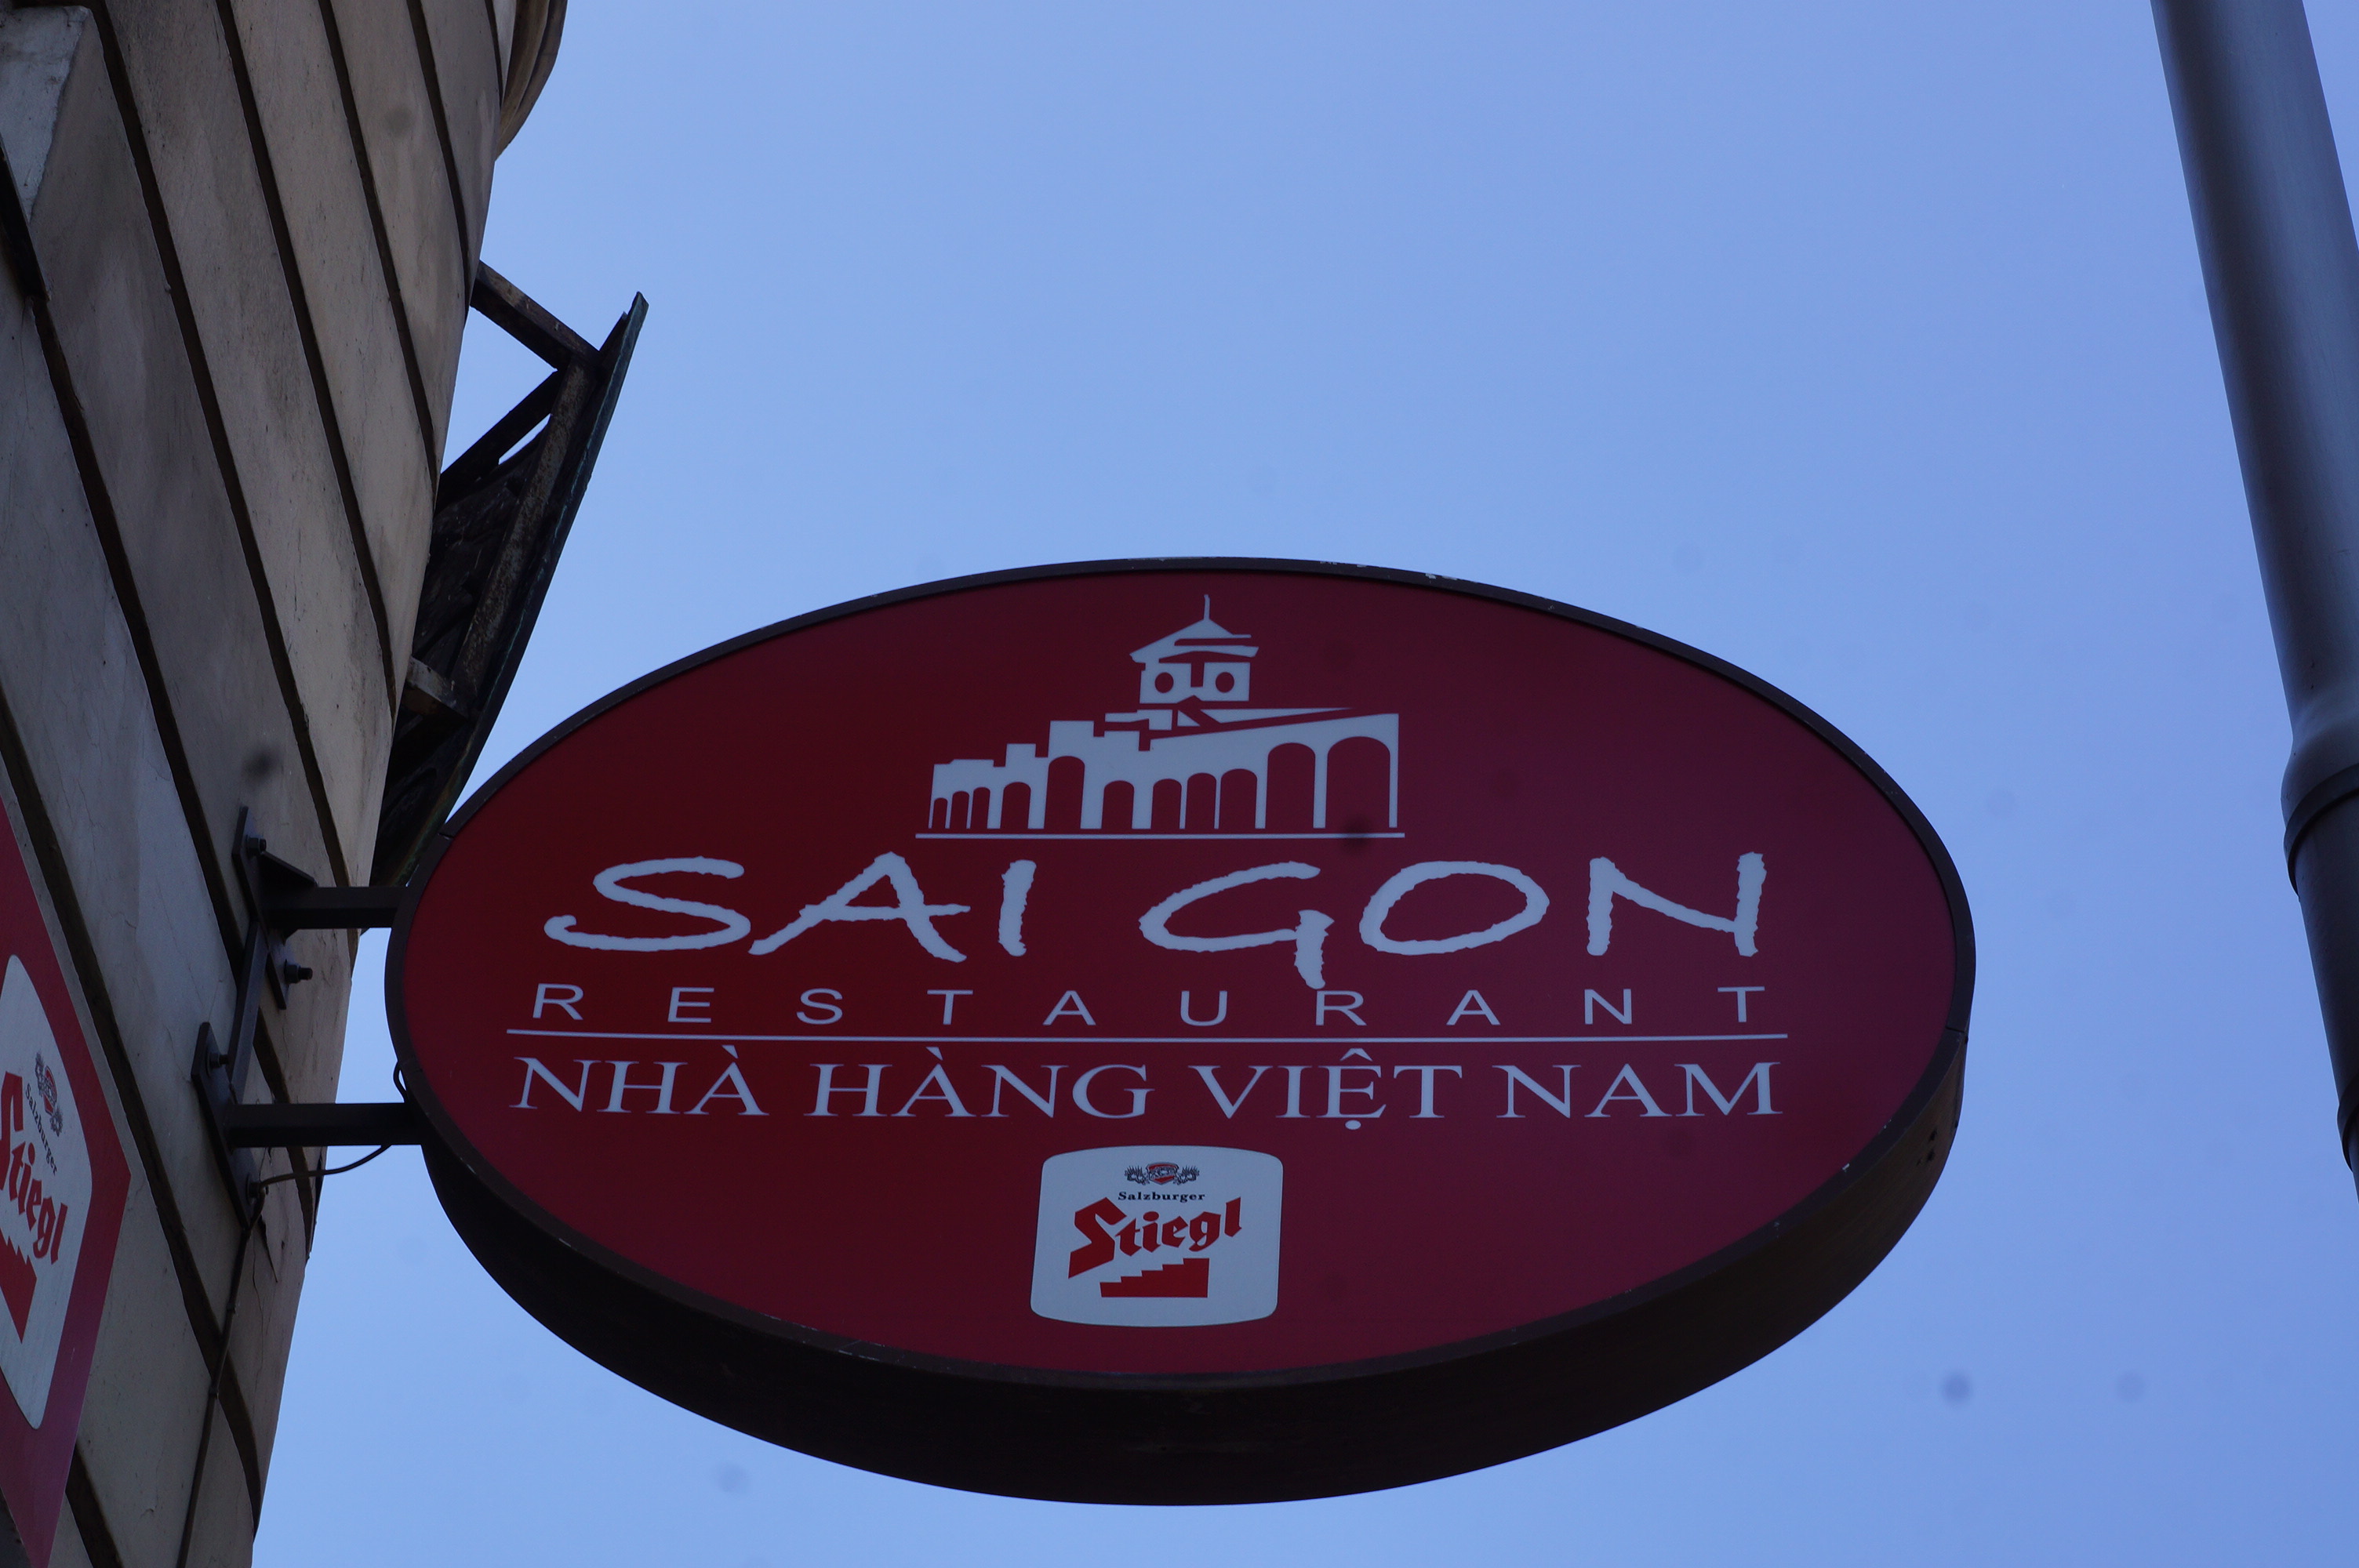 SAI GON
RESTAURANT
NHÀ HÀNG VIỆT NAM
Salzburger
Stiegl
Salzburger
Stiegl